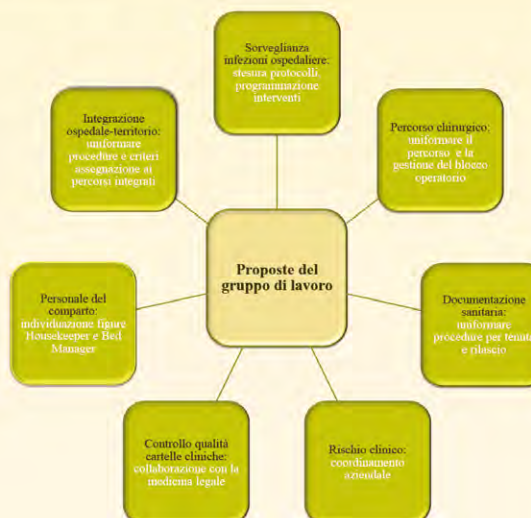 Sorveglianza
infezioni ospedaliere:
stesura protocolli,
programmazione
interventi
Percorso chirurgico:
uniformare il
percorso e la
gestione del blocco
operatorio
Documentazione
sanitaria:
uniformare
procedure per tenuta
e rilascio
Rischio clinico:
coordinamento
aziendale
Controllo qualità
cartelle cliniche:
collaborazione con la
medicina legale
Personale del
comparto:
individuazione figure
Housekeeper e Bed
Manager
Integrazione
ospedale-territorio:
uniformare
procedure e criteri
assegnazione ai
percorsi integrati
Proposte del
gruppo di lavoro